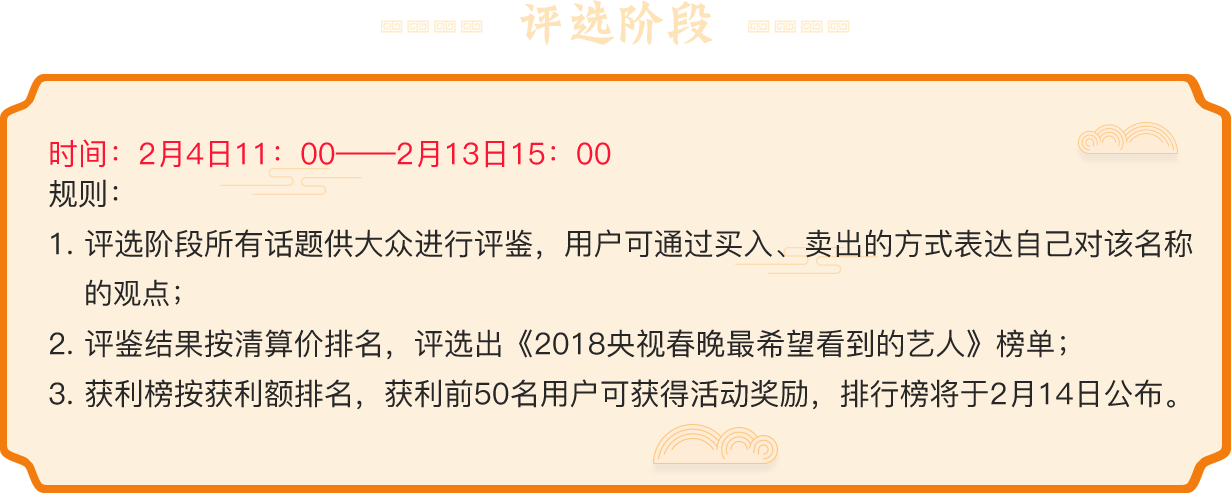 评选阶段
时间：2月4日11：00——2月13日15：00
规则：
1. 评选阶段所有话题供大众进行评鉴，用户可通过买入、卖出的方式表达自己对该名称
的观点；
2. 评鉴结果按清算价排名，评选出《2018央视春晚最希望看到的艺人》榜单；
3. 获利榜按获利额排名，获利前50名用户可获得活动奖励，排行榜将于2月14日公布。